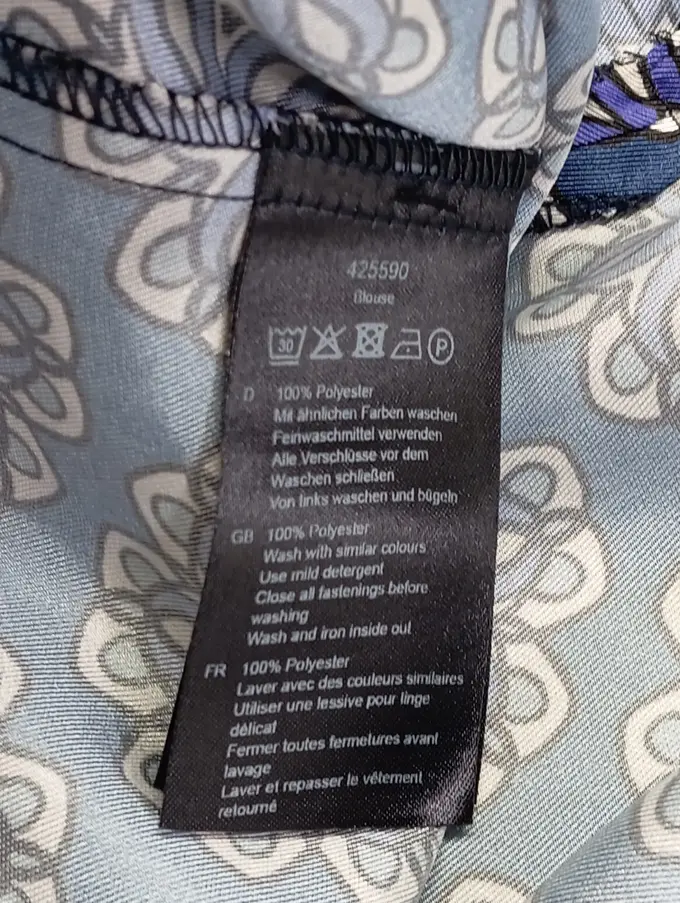 425590
Blouse
30 P
D 100% Polyester
Mit ähnlichen Farben waschen
Feinwaschmittel verwenden
Alle Verschlüsse vor dem
Waschen schließen
Von links waschen und bügeln
GB 100% Polyester
Wash with similar colours
Use mild detergent
Close all fastenings before
washing
Wash and iron inside out
FR 100% Polyester
Laver avec des couleurs similaires
Utiliser une lessive pour linge
délicat
Fermer toutes fermetures avant
lavage
Laver et repasser le vêtement
retourné